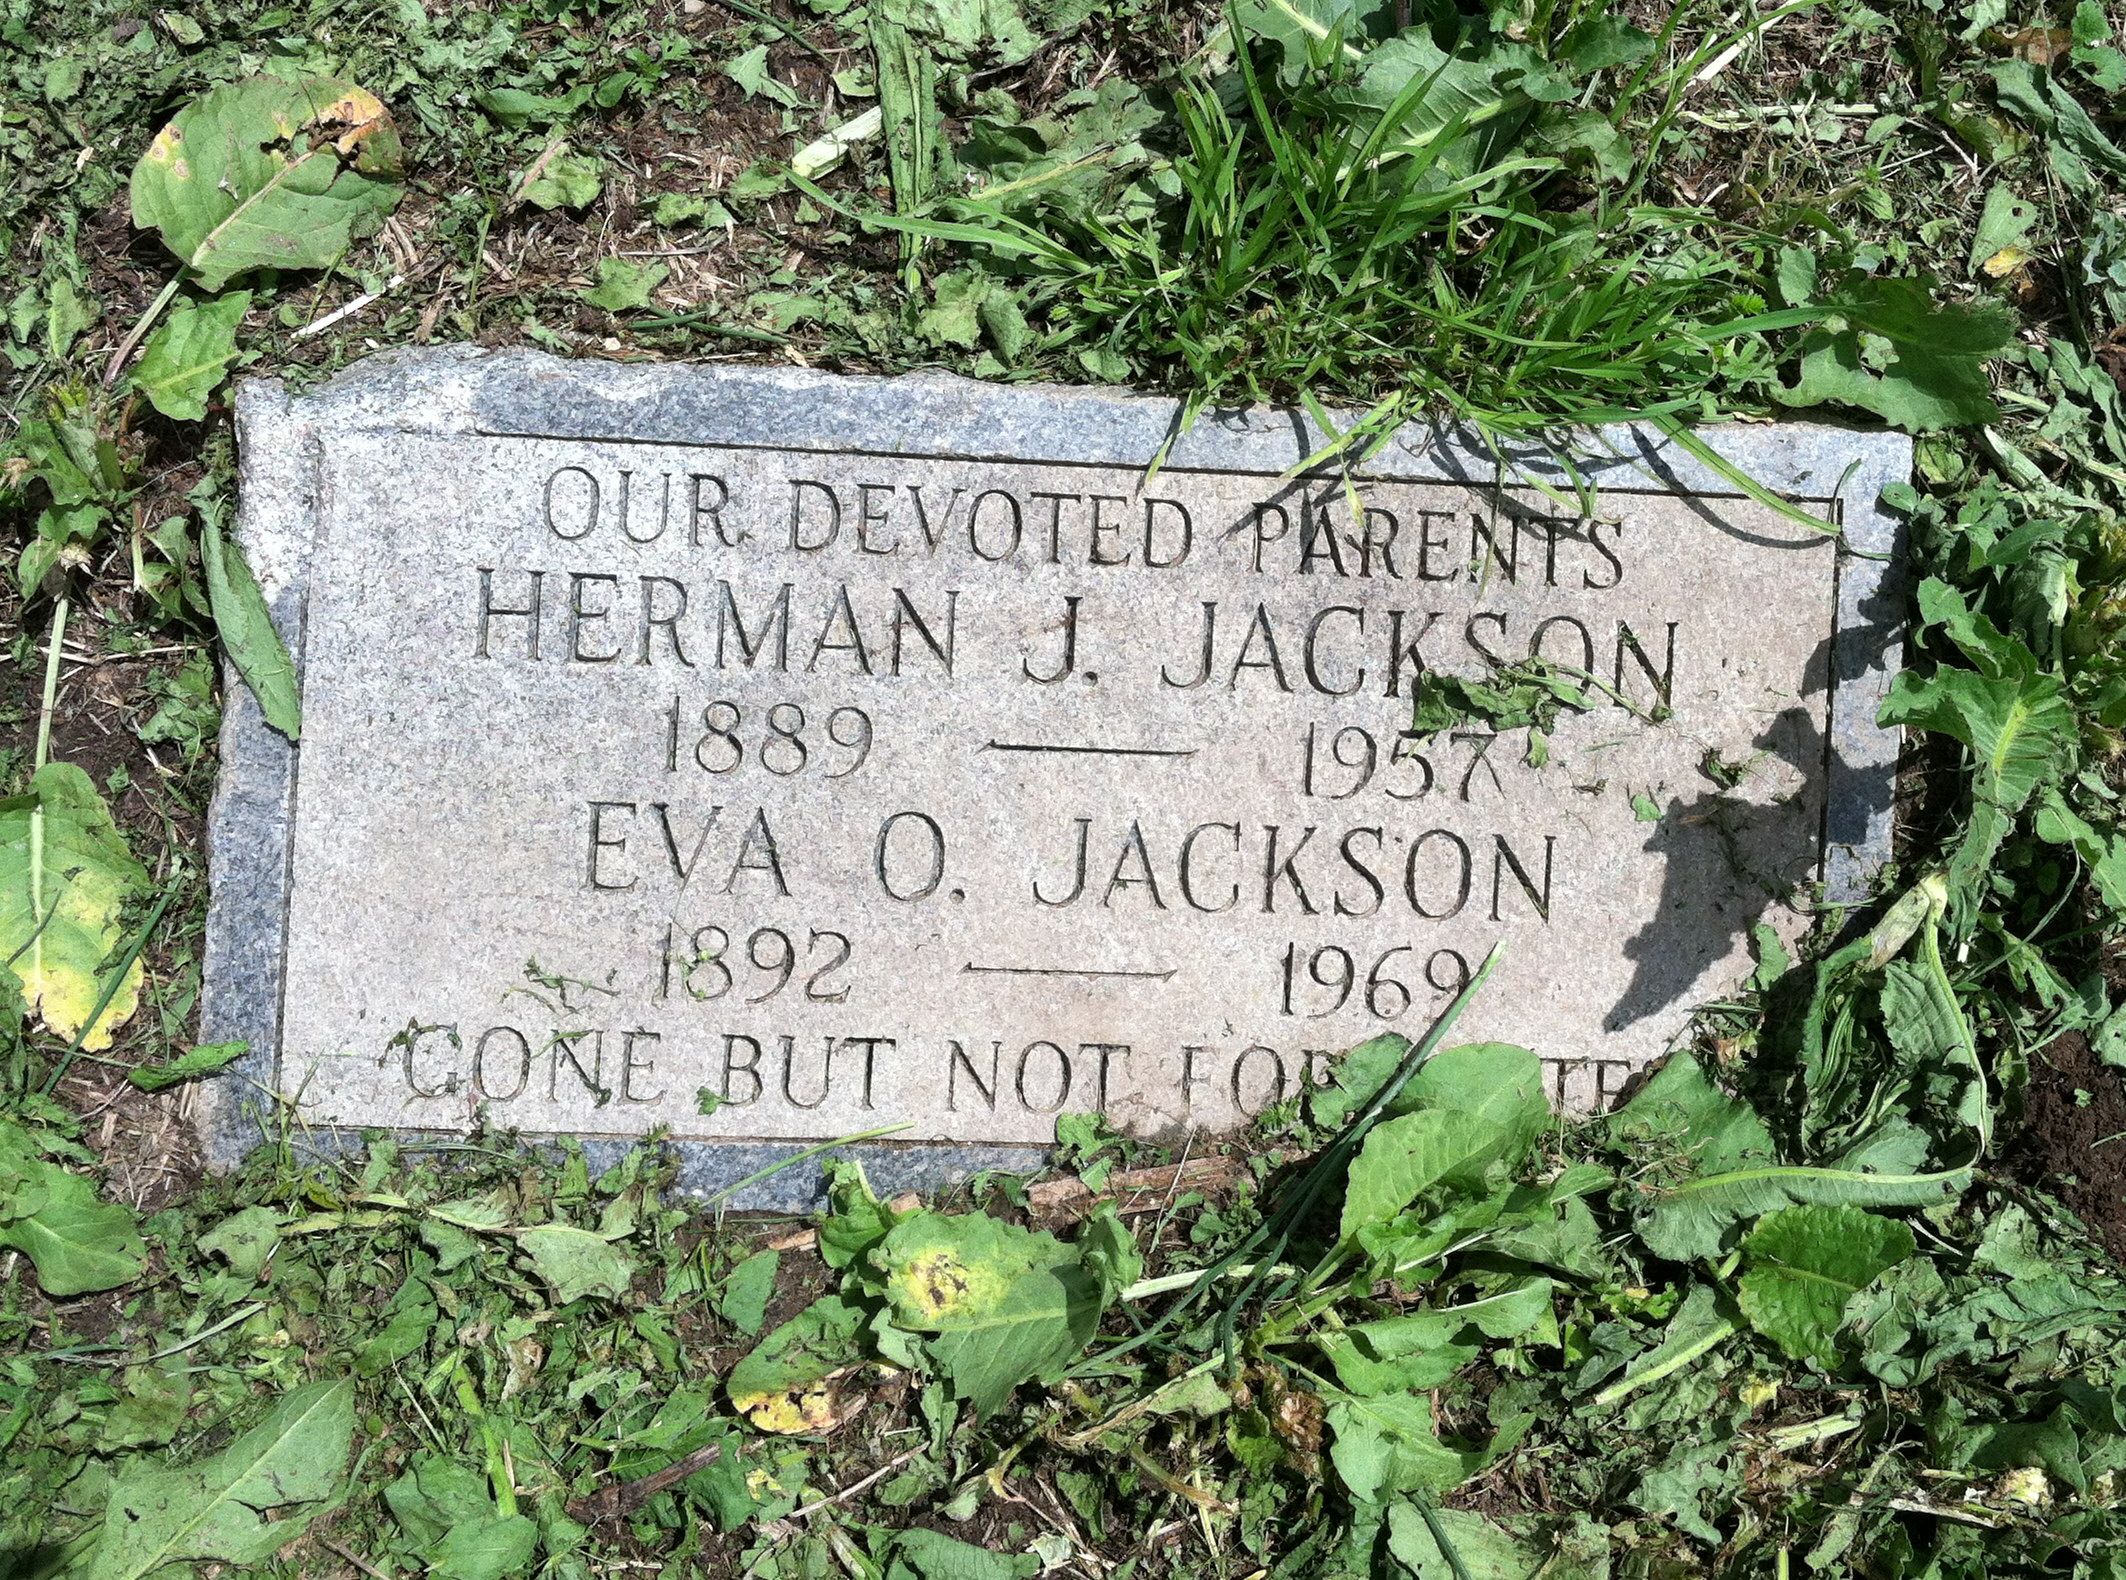 OUR DEVOTED PARENTS
HERMAN J. JACKSON
1889 — 1957
EVA O. JACKSON
1892 — 1969
GONE BUT NOT